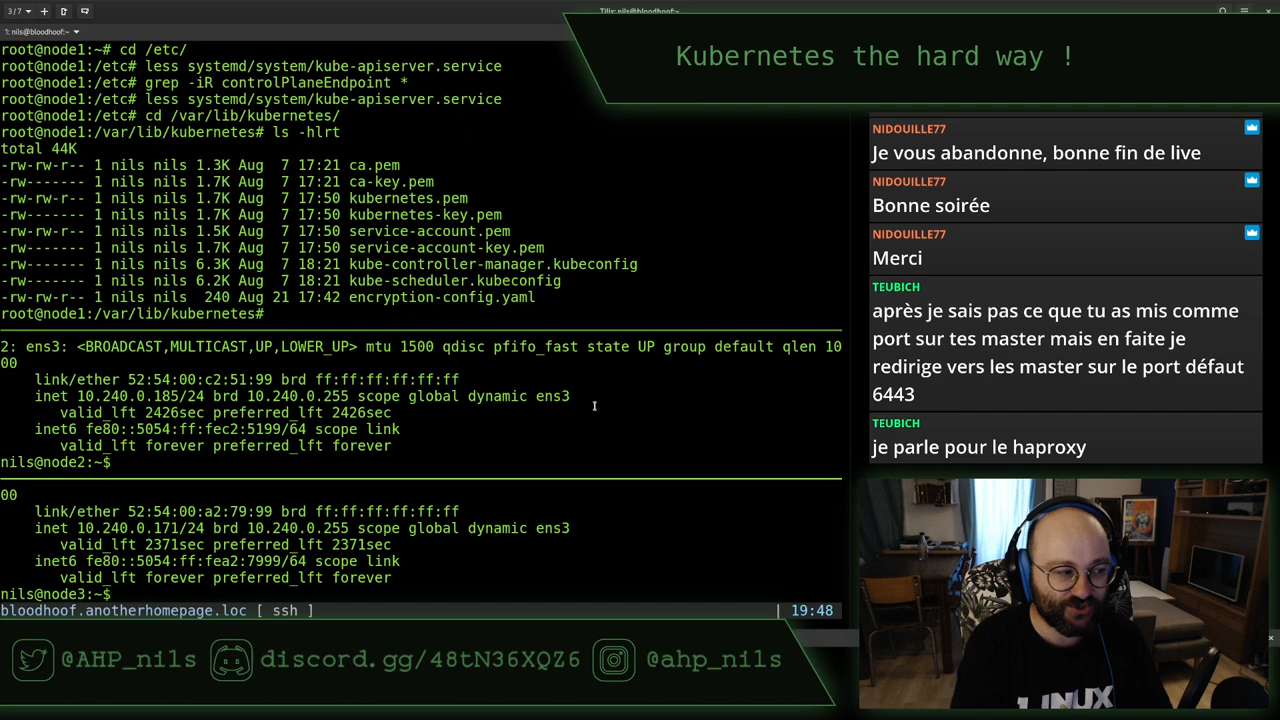 3/7
Tilix: nils@bloodhoof:~
1: nils@bloodhoof:~
root@node1:~# cd /etc/
root@node1:/etc# less systemd/system/kube-apiserver.service
root@node1:/etc# grep -iR controlPlaneEndpoint *
root@node1:/etc# less systemd/system/kube-apiserver.service
root@node1:/etc# cd /var/lib/kubernetes/
root@node1:/var/lib/kubernetes# ls -hlrt
total 44K
-rw-rw-r-- 1 nils nils 1.3K Aug  7 17:21 ca.pem
-rw------- 1 nils nils 1.7K Aug  7 17:21 ca-key.pem
-rw-rw-r-- 1 nils nils 1.7K Aug  7 17:50 kubernetes.pem
-rw------- 1 nils nils 1.7K Aug  7 17:50 kubernetes-key.pem
-rw-rw-r-- 1 nils nils 1.5K Aug  7 17:50 service-account.pem
-rw------- 1 nils nils 1.7K Aug  7 17:50 service-account-key.pem
-rw------- 1 nils nils 6.3K Aug  7 18:21 kube-controller-manager.kubeconfig
-rw------- 1 nils nils 6.2K Aug  7 18:21 kube-scheduler.kubeconfig
-rw-rw-r-- 1 nils nils  240 Aug 21 17:42 encryption-config.yaml
root@node1:/var/lib/kubernetes#
2: ens3: <BROADCAST,MULTICAST,UP,LOWER_UP> mtu 1500 qdisc pfifo_fast state UP group default qlen 10
00
link/ether 52:54:00:c2:51:99 brd ff:ff:ff:ff:ff:ff
inet 10.240.0.185/24 brd 10.240.0.255 scope global dynamic ens3
valid_lft 2426sec preferred_lft 2426sec
inet6 fe80::5054:ff:fec2:5199/64 scope link
valid_lft forever preferred_lft forever
nils@node2:~$
00
link/ether 52:54:00:a2:79:99 brd ff:ff:ff:ff:ff:ff
inet 10.240.0.171/24 brd 10.240.0.255 scope global dynamic ens3
valid_lft 2371sec preferred_lft 2371sec
inet6 fe80::5054:ff:fea2:7999/64 scope link
valid_lft forever preferred_lft forever
nils@node3:~$
bloodhoof.anotherhomepage.loc [ ssh ] | 19:48
Kubernetes the hard way !
NIDOUILLE77
Je vous abandonne, bonne fin de live
NIDOUILLE77
Bonne soirée
NIDOUILLE77
Merci
TEUBICH
après je sais pas ce que tu as mis comme
port sur tes master mais en faite je
redirige vers les master sur le port défaut
6443
TEUBICH
je parle pour le haproxy
LINUX
@AHP_nils discord.gg/48tN36XQZ6 @ahp_nils